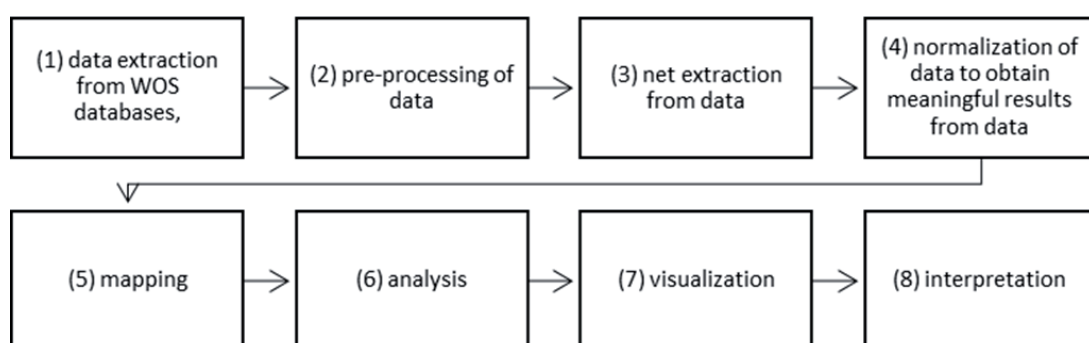 (1) data extraction
from WOS
databases,
(2) pre-processing of
data
(3) net extraction
from data
(4) normalization of
data to obtain
meaningful results
from data
(5) mapping
(6) analysis
(7) visualization
(8) interpretation